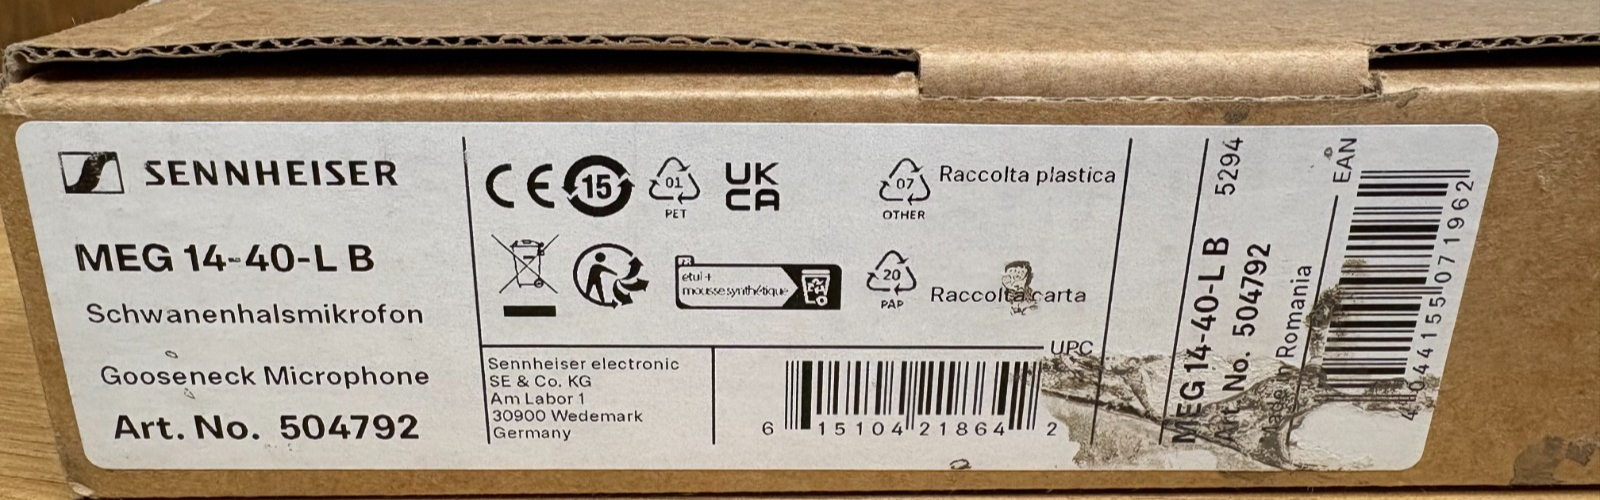 SENNHEISER
MEG 14-40-L B
Schwanenhalsmikrofon
Gooseneck Microphone
Art. No. 504792
CE
15
01
PET
UK
CA
07
OTHER
Raccolta plastica
étui +
mousse synthétique
20
PAP
Raccolta carta
Sennheiser electronic
SE & Co. KG
Am Labor 1
30900 Wedemark
Germany
UPC
6 15104 21864 2
MEG 14-40-L B 5294
Art. No. 504792
Made in Romania
EAN
4 044155 071962